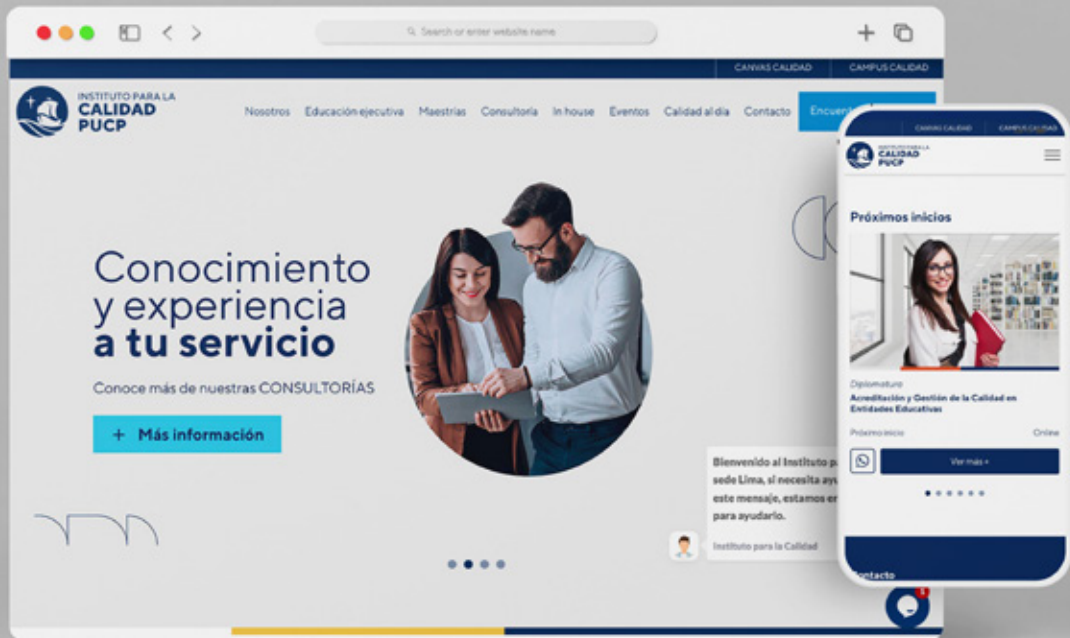 Search or enter website name
CANVAS CALIDAD CAMPUS CALIDAD
INSTITUTO PARA LA
CALIDAD
PUCP
Nosotros Educación ejecutiva Maestrías Consultoría In house Eventos Calidad al día Contacto
Conocimiento
y experiencia
a tu servicio
Conoce más de nuestras CONSULTORÍAS
+ Más información
Bienvenido al Instituto
sede Lima, si necesita
este mensaje, estamos
para ayudarlo.
Instituto para la Calidad
1
CANVAS CALIDAD CAMPUS CALIDAD
INSTITUTO PARA LA
CALIDAD
PUCP
Próximos inicios
Diplomatura
Acreditación y Gestión de la Calidad en
Entidades Educativas
Próximo inicio Online
Ver más +
Contacto